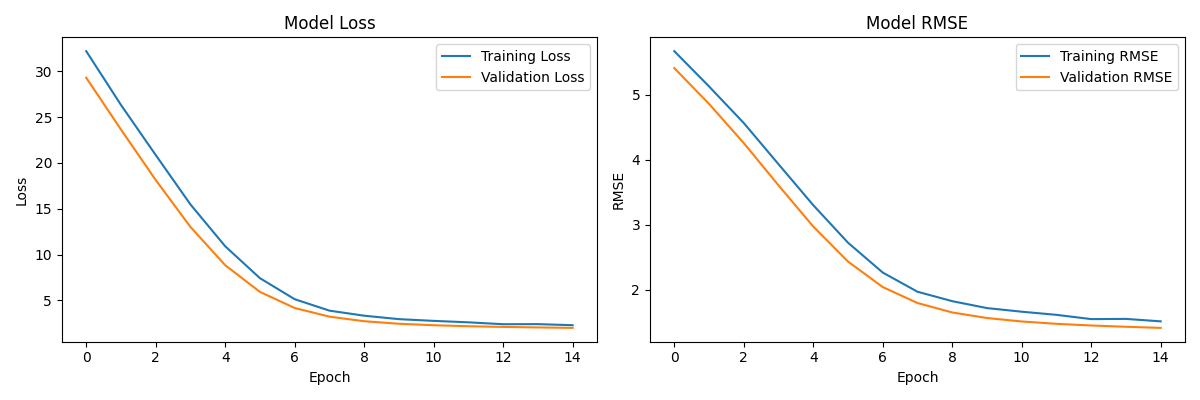 Model Loss
Training Loss
Validation Loss
30
25
20
15
10
5
Loss
0 2 4 6 8 10 12 14
Epoch
Model RMSE
Training RMSE
Validation RMSE
5
4
3
2
RMSE
0 2 4 6 8 10 12 14
Epoch